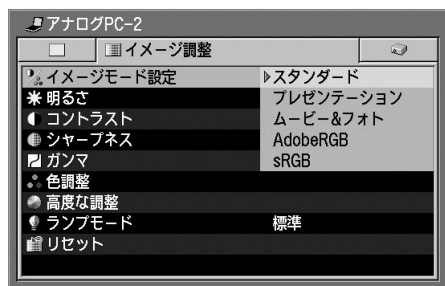 アナログPC-2
イメージ調整
イメージモード設定 スタンダード
明るさ プレゼンテーション
コントラスト ムービー&フォト
シャープネス AdobeRGB
ガンマ sRGB
色調整
高度な調整
ランプモード 標準
リセット